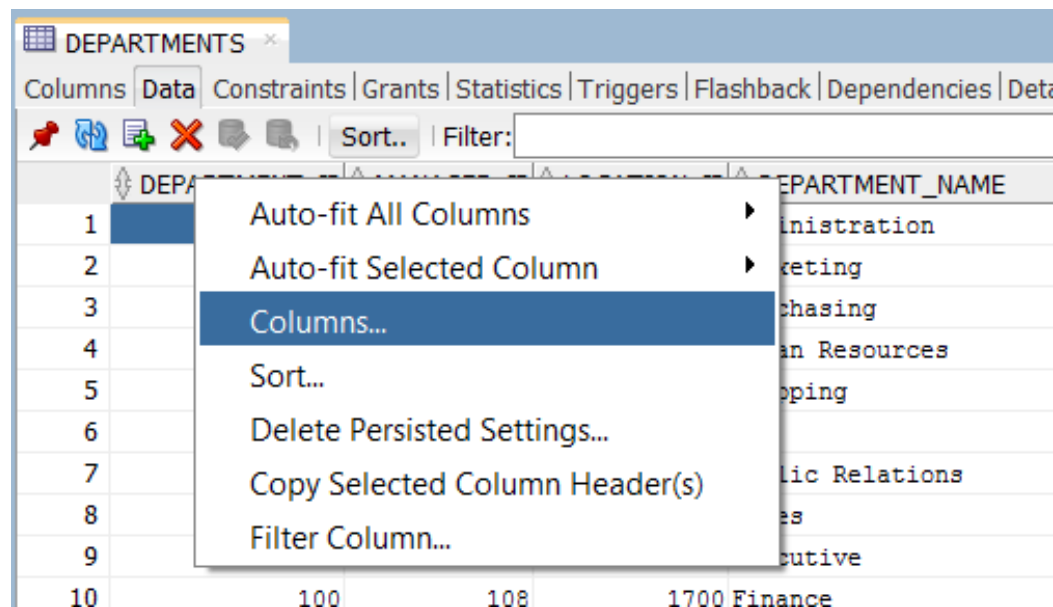 DEPARTMENTS
Columns Data Constraints Grants Statistics Triggers Flashback Dependencies Deta
Sort.. Filter:
DEPARTMENT_NAME
1
2
3
4
5
6
7
8
9
Auto-fit All Columns
Auto-fit Selected Column
Columns...
Sort...
Delete Persisted Settings...
Copy Selected Column Header(s)
Filter Column...
10 100 108 1700 Finance